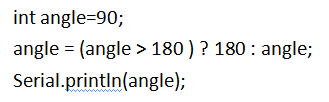 int angle=90;
angle = (angle > 180 ) ? 180 : angle;
Serial.println(angle);